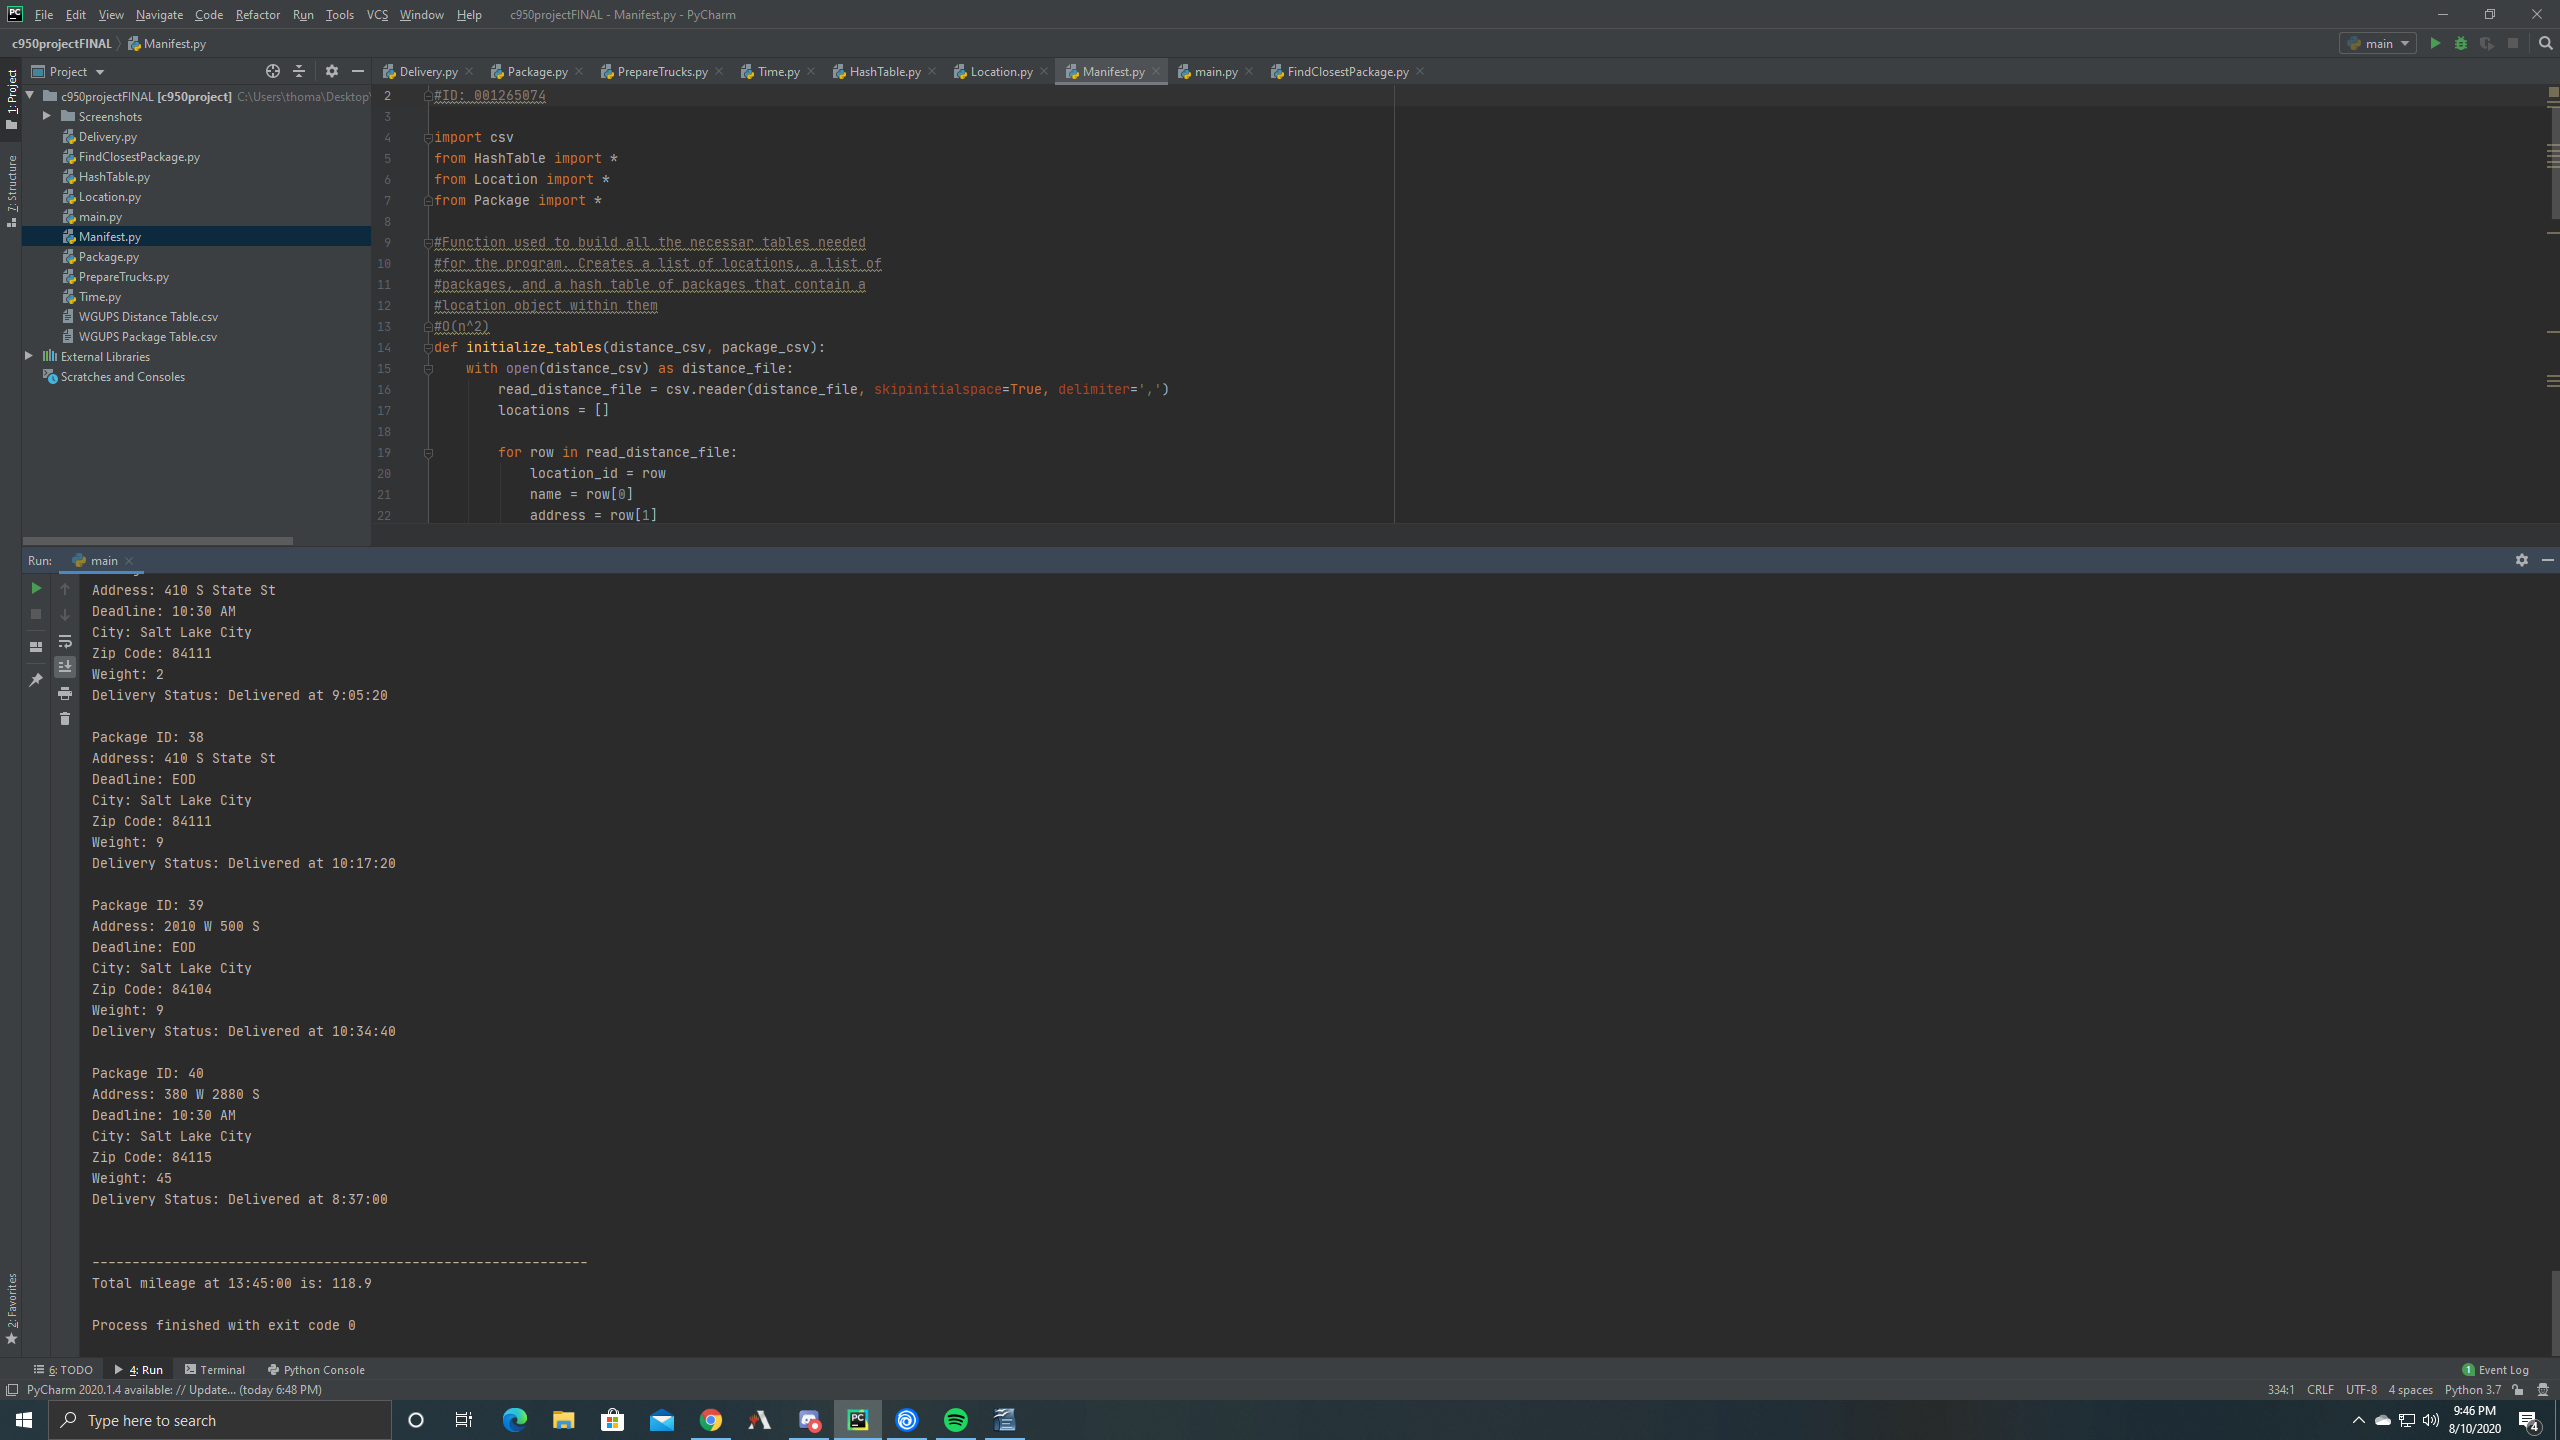 File Edit View Navigate Code Refactor Run Tools VCS Window Help c950projectFINAL - Manifest.py - PyCharm
c950projectFINAL Manifest.py main
1: Project
7: Structure
2: Favorites
Project
c950projectFINAL [c950project] C:\Users\thoma\Desktop\
Screenshots
Delivery.py
FindClosestPackage.py
HashTable.py
Location.py
main.py
Manifest.py
Package.py
PrepareTrucks.py
Time.py
WGUPS Distance Table.csv
WGUPS Package Table.csv
External Libraries
Scratches and Consoles
Delivery.py Package.py PrepareTrucks.py Time.py HashTable.py Location.py Manifest.py main.py FindClosestPackage.py
2 #ID: 001265074
3
4 import csv
5 from HashTable import *
6 from Location import *
7 from Package import *
8
9 #Function used to build all the necessar tables needed
10 #for the program. Creates a list of locations, a list of
11 #packages, and a hash table of packages that contain a
12 #location object within them
13 #O(n^2)
14 def initialize_tables(distance_csv, package_csv):
15 with open(distance_csv) as distance_file:
16 read_distance_file = csv.reader(distance_file, skipinitialspace=True, delimiter=',')
17 locations = []
18
19 for row in read_distance_file:
20 location_id = row
21 name = row[0]
22 address = row[1]
Run: main
Address: 410 S State St
Deadline: 10:30 AM
City: Salt Lake City
Zip Code: 84111
Weight: 2
Delivery Status: Delivered at 9:05:20
Package ID: 38
Address: 410 S State St
Deadline: EOD
City: Salt Lake City
Zip Code: 84111
Weight: 9
Delivery Status: Delivered at 10:17:20
Package ID: 39
Address: 2010 W 500 S
Deadline: EOD
City: Salt Lake City
Zip Code: 84104
Weight: 9
Delivery Status: Delivered at 10:34:40
Package ID: 40
Address: 380 W 2880 S
Deadline: 10:30 AM
City: Salt Lake City
Zip Code: 84115
Weight: 45
Delivery Status: Delivered at 8:37:00
--------------------------------------------------------------
Total mileage at 13:45:00 is: 118.9
Process finished with exit code 0
6: TODO 4: Run Terminal Python Console 1 Event Log
PyCharm 2020.1.4 available: // Update... (today 6:48 PM) 334:1 CRLF UTF-8 4 spaces Python 3.7
Type here to search
9:46 PM
8/10/2020
4